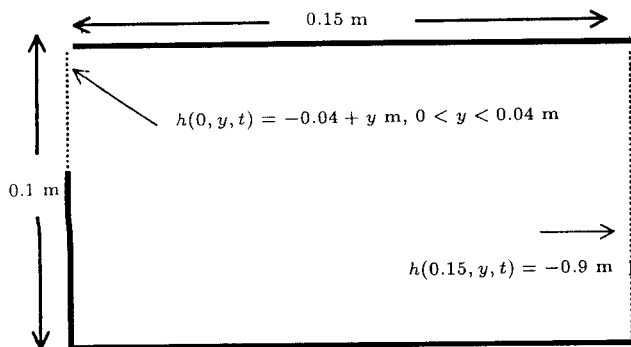 0.15 m
h(0, y, t) = −0.04 + y m, 0 < y < 0.04 m
0.1 m
h(0.15, y, t) = −0.9 m